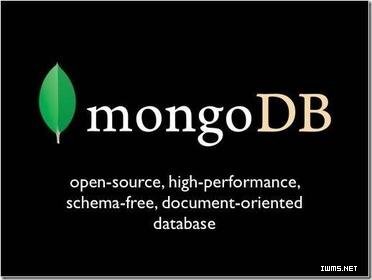 mongoDB
open-source, high-performance,
schema-free, document-oriented
database
IWMS.NET